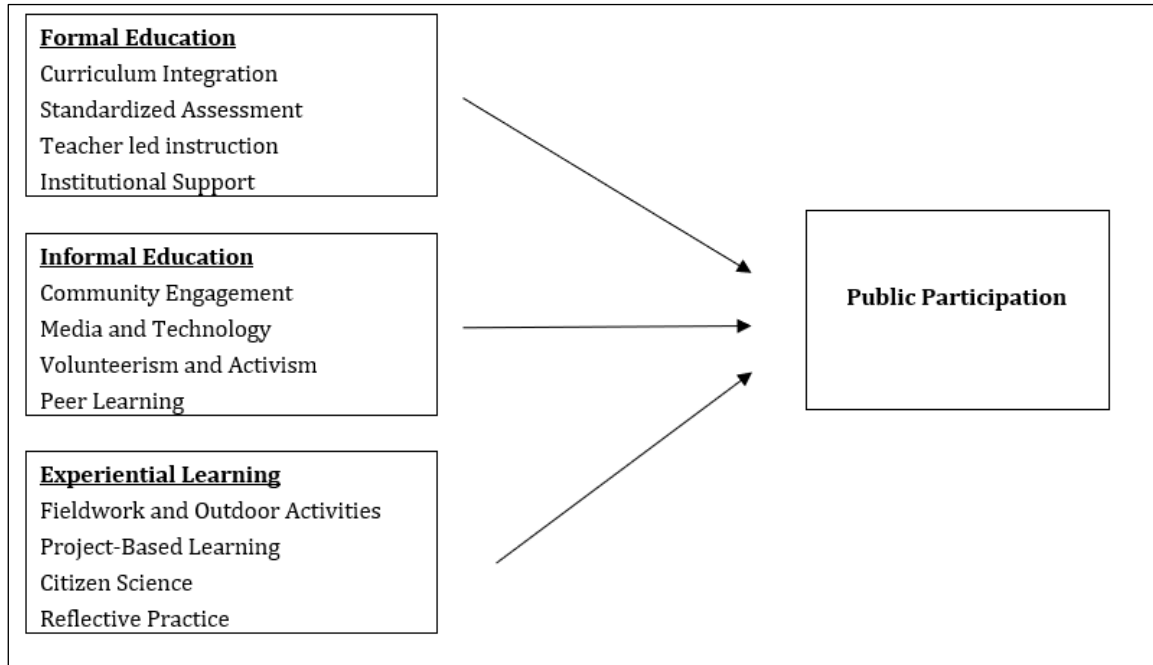 Formal Education
Curriculum Integration
Standardized Assessment
Teacher led instruction
Institutional Support
Informal Education
Community Engagement
Media and Technology
Volunteerism and Activism
Peer Learning
Experiential Learning
Fieldwork and Outdoor Activities
Project-Based Learning
Citizen Science
Reflective Practice
Public Participation